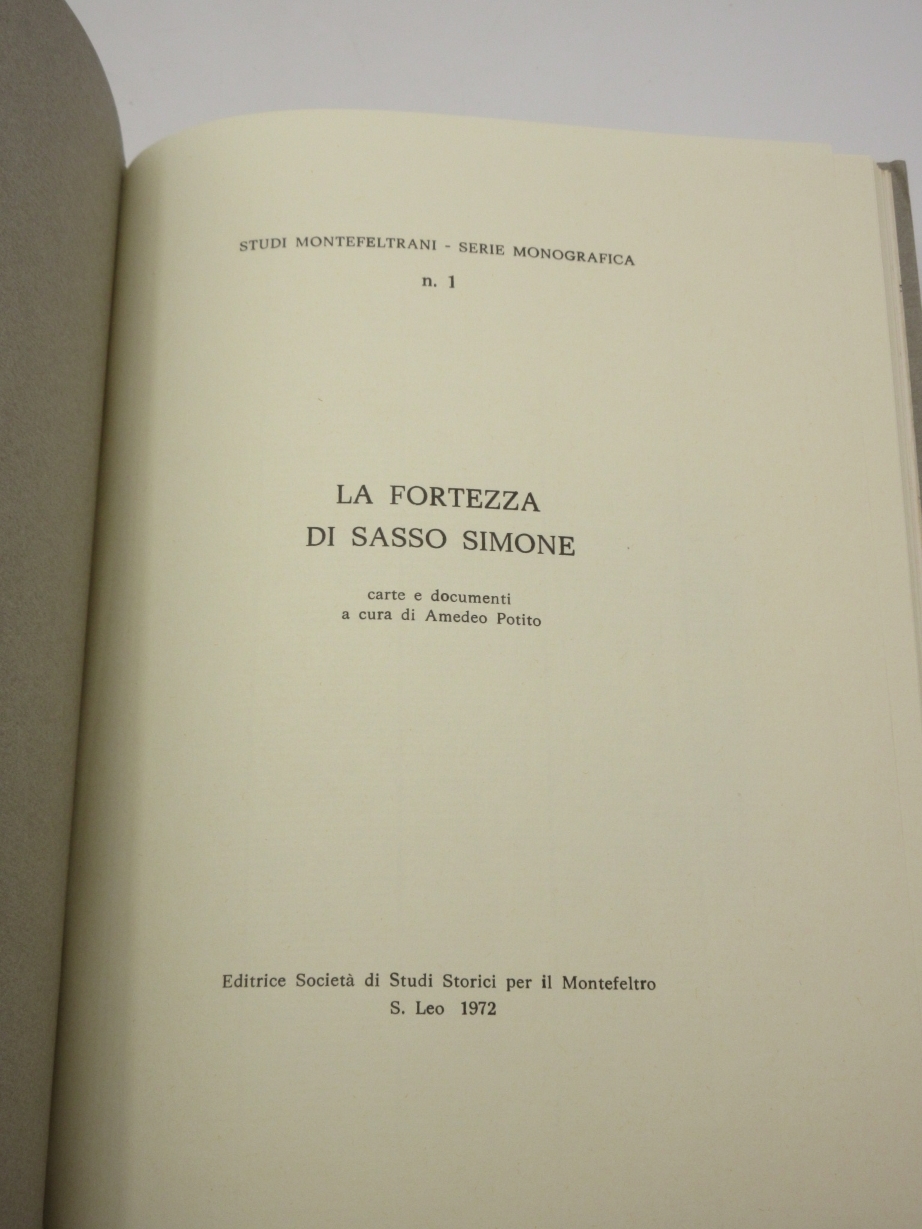 STUDI MONTEFELTRANI - SERIE MONOGRAFICA
n. 1
LA FORTEZZA
DI SASSO SIMONE
carte e documenti
a cura di Amedeo Potito
Editrice Società di Studi Storici per il Montefeltro
S. Leo 1972